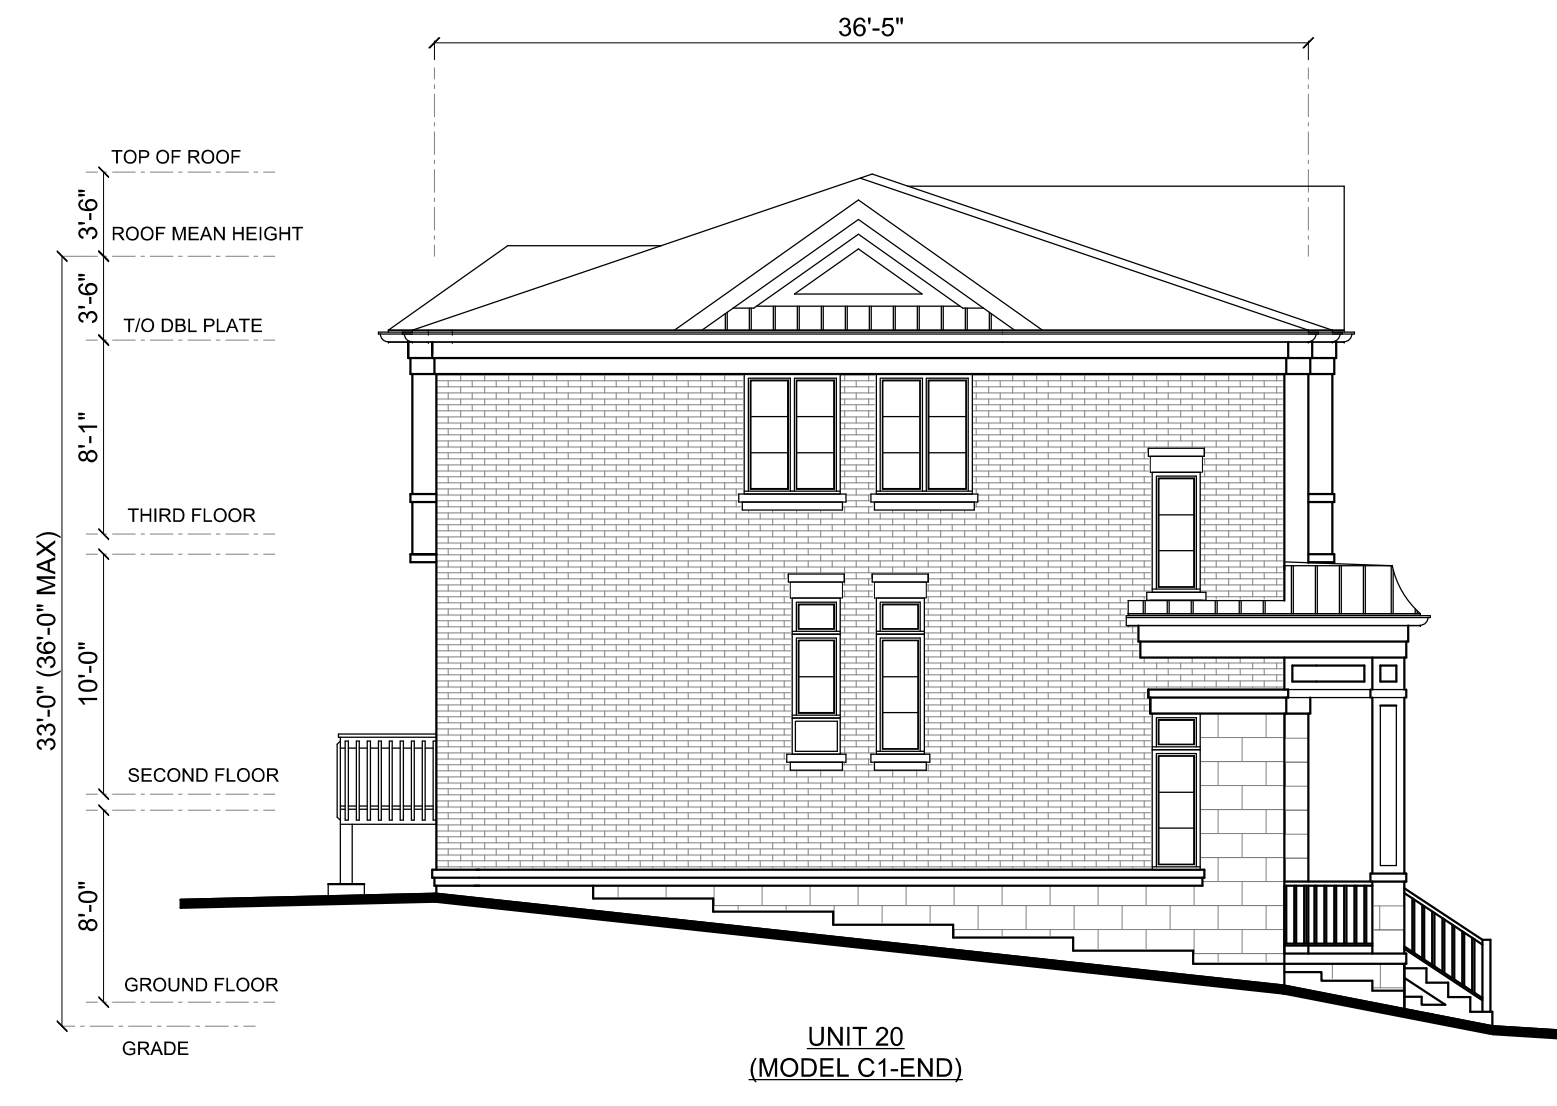 36'-5"
TOP OF ROOF
3'-6"
ROOF MEAN HEIGHT
3'-6"
T/O DBL PLATE
8'-1"
THIRD FLOOR
33'-0" (36'-0" MAX)
10'-0"
SECOND FLOOR
8'-0"
GROUND FLOOR
GRADE
UNIT 20
(MODEL C1-END)